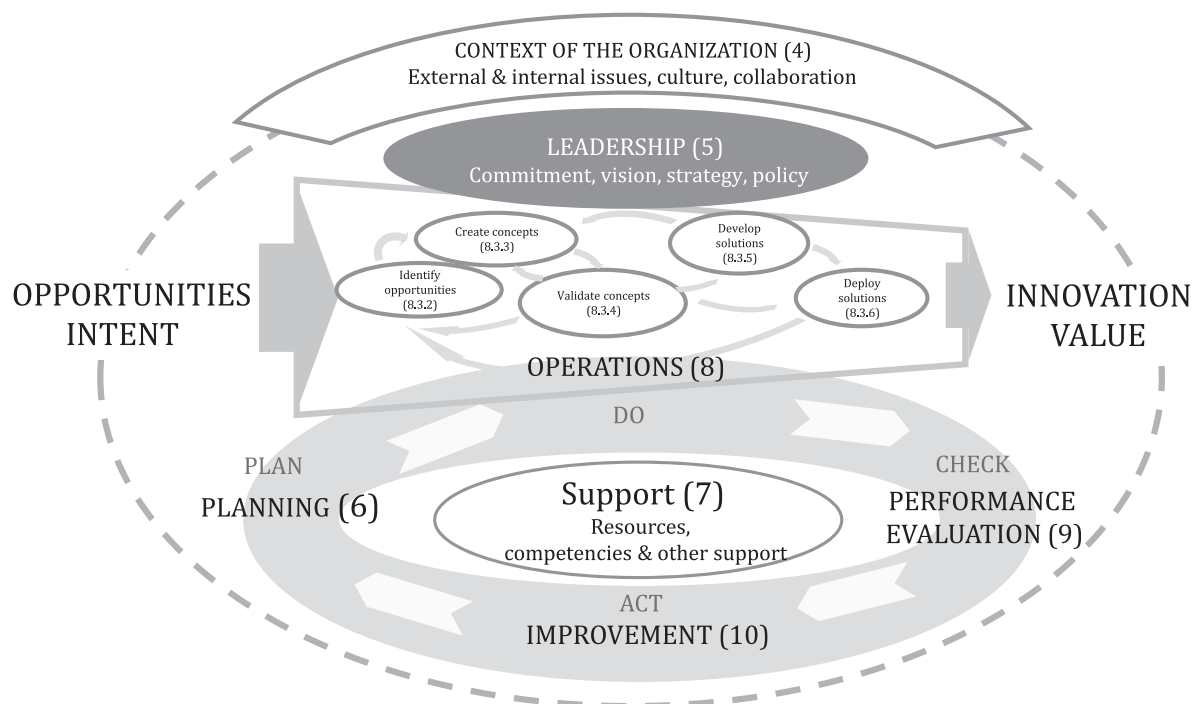 CONTEXT OF THE ORGANIZATION (4)
External & internal issues, culture, collaboration
LEADERSHIP (5)
Commitment, vision, strategy, policy
OPPORTUNITIES
INTENT
Create concepts
(8.3.3)
Develop
solutions
(8.3.5)
Identify
opportunities
(8.3.2)
Validate concepts
(8.3.4)
Deploy
solutions
(8.3.6)
INNOVATION
VALUE
OPERATIONS (8)
DO
PLAN
PLANNING (6)
CHECK
PERFORMANCE
EVALUATION (9)
Support (7)
Resources,
competencies & other support
ACT
IMPROVEMENT (10)